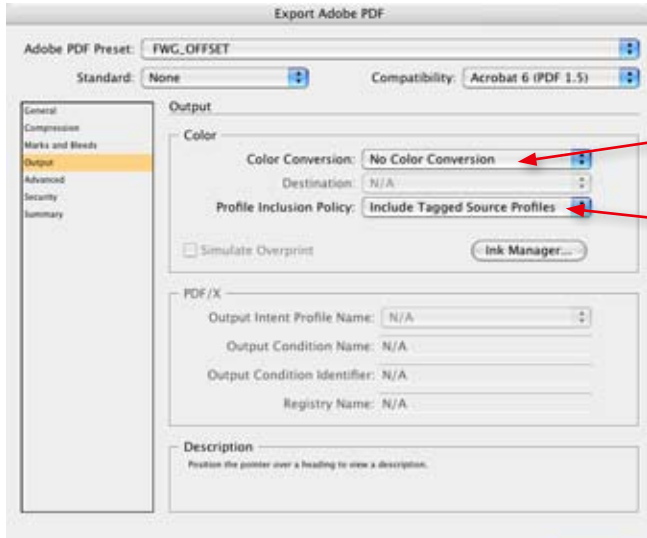 Export Adobe PDF
Adobe PDF Preset: FWG_OFFSET
Standard: None Compatibility: Acrobat 6 (PDF 1.5)
General
Compression
Marks and Bleeds
Output
Advanced
Security
Summary
Output
Color
Color Conversion: No Color Conversion
Destination: N/A
Profile Inclusion Policy: Include Tagged Source Profiles
Simulate Overprint Ink Manager...
PDF/X
Output Intent Profile Name: N/A
Output Condition Name: N/A
Output Condition Identifier: N/A
Registry Name: N/A
Description
Position the pointer over a heading to view a description.